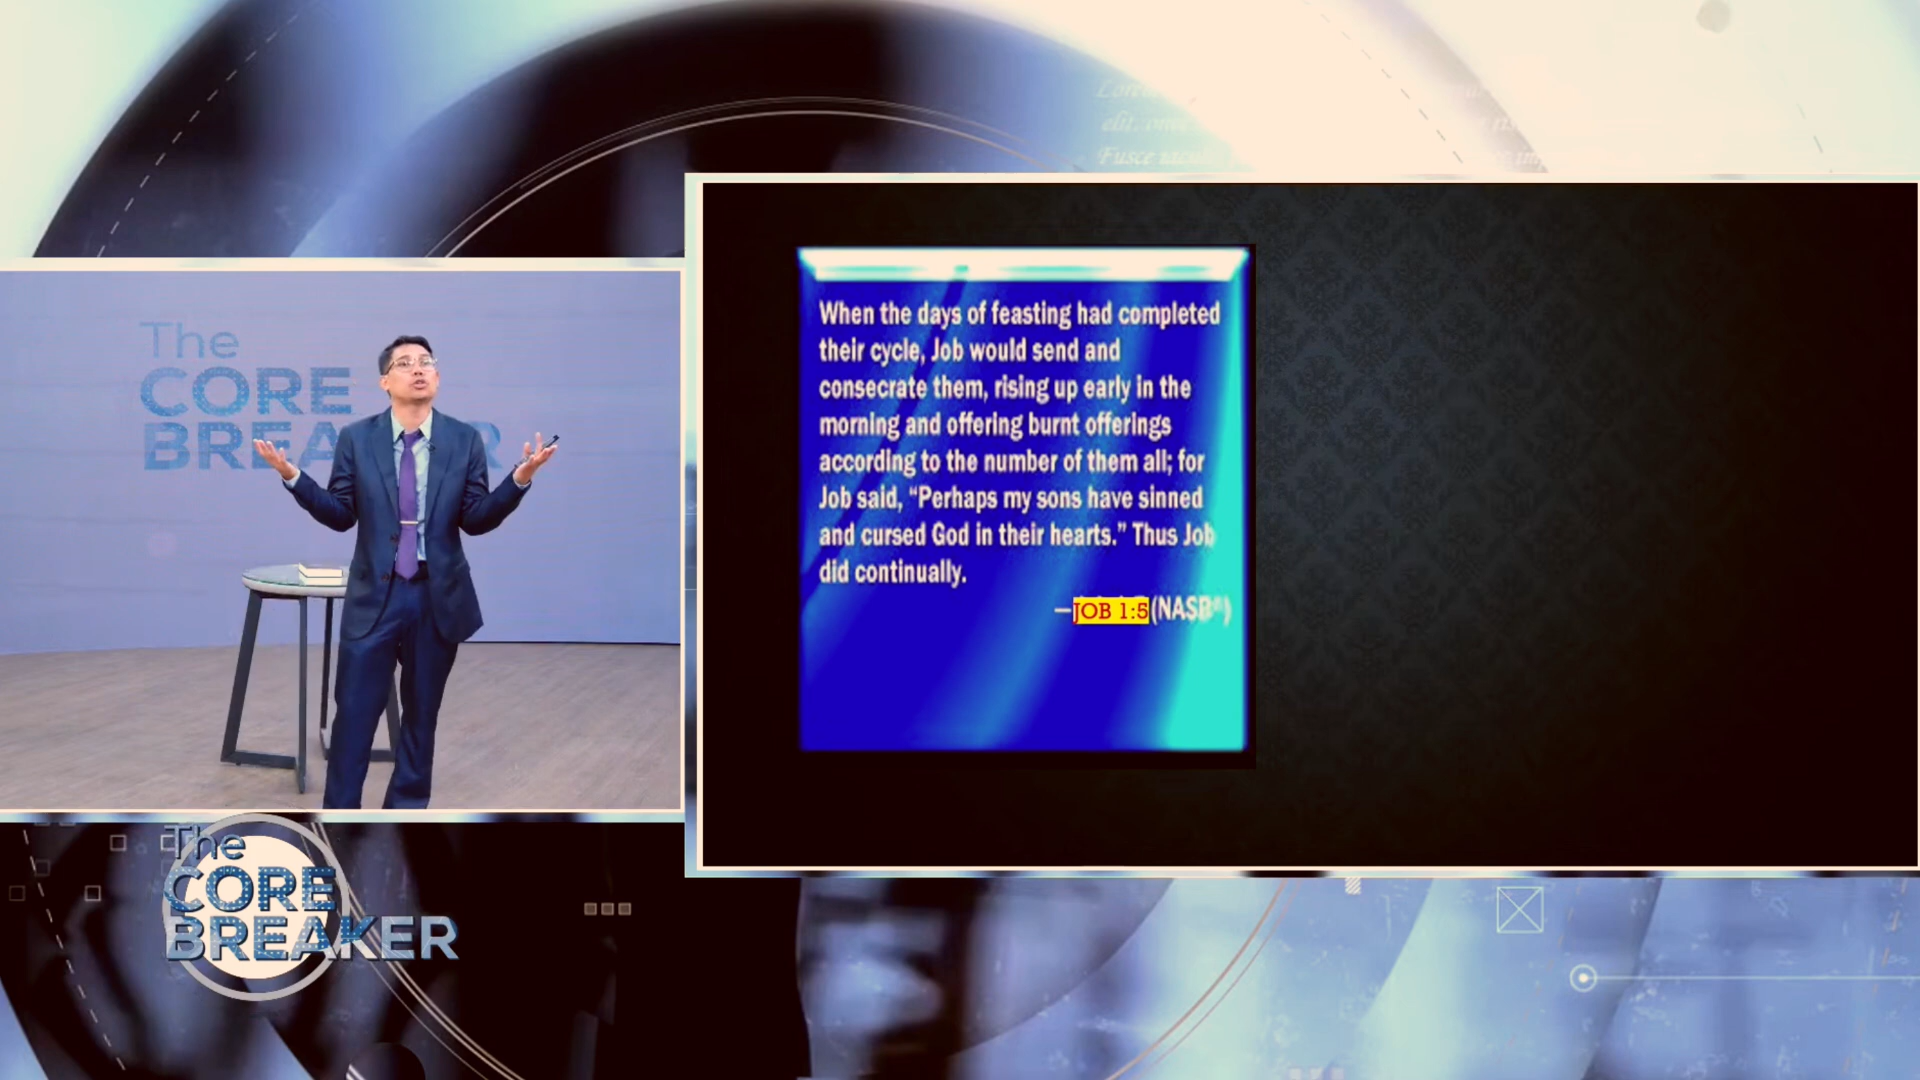 The
CORE
BREAKER
When the days of feasting had completed
their cycle, Job would send and
consecrate them, rising up early in the
morning and offering burnt offerings
according to the number of them all; for
Job said, “Perhaps my sons have sinned
and cursed God in their hearts.” Thus Job
did continually.
—JOB 1:5 (NASB®)
The
CORE
BREAKER